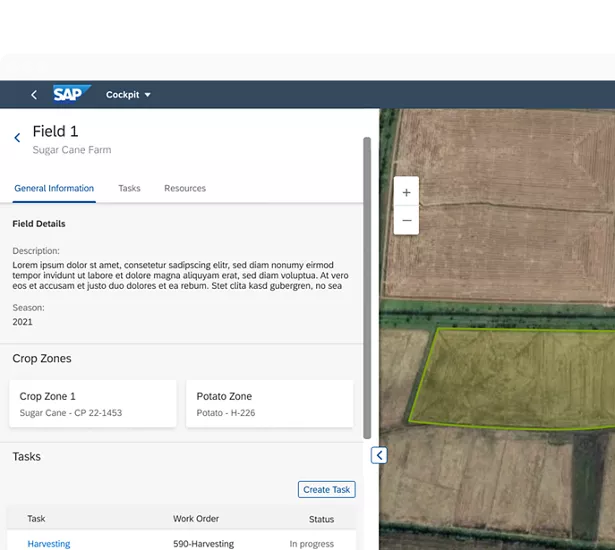 SAP Cockpit
Field 1
Sugar Cane Farm
General Information Tasks Resources
Field Details
Description:
Lorem ipsum dolor st amet, consetetur sadipscing elitr, sed diam nonumy eirmod
tempor invidunt ut labore et dolore magna aliquyam erat, sed diam voluptua. At vero
eos et accusam et justo duo dolores et ea rebum. Stet clita kasd gubergren, no sea
Season:
2021
Crop Zones
Crop Zone 1 Potato Zone
Sugar Cane - CP 22-1453 Potato - H-226
Tasks
Create Task
Task Work Order Status
Harvesting 590-Harvesting In progress